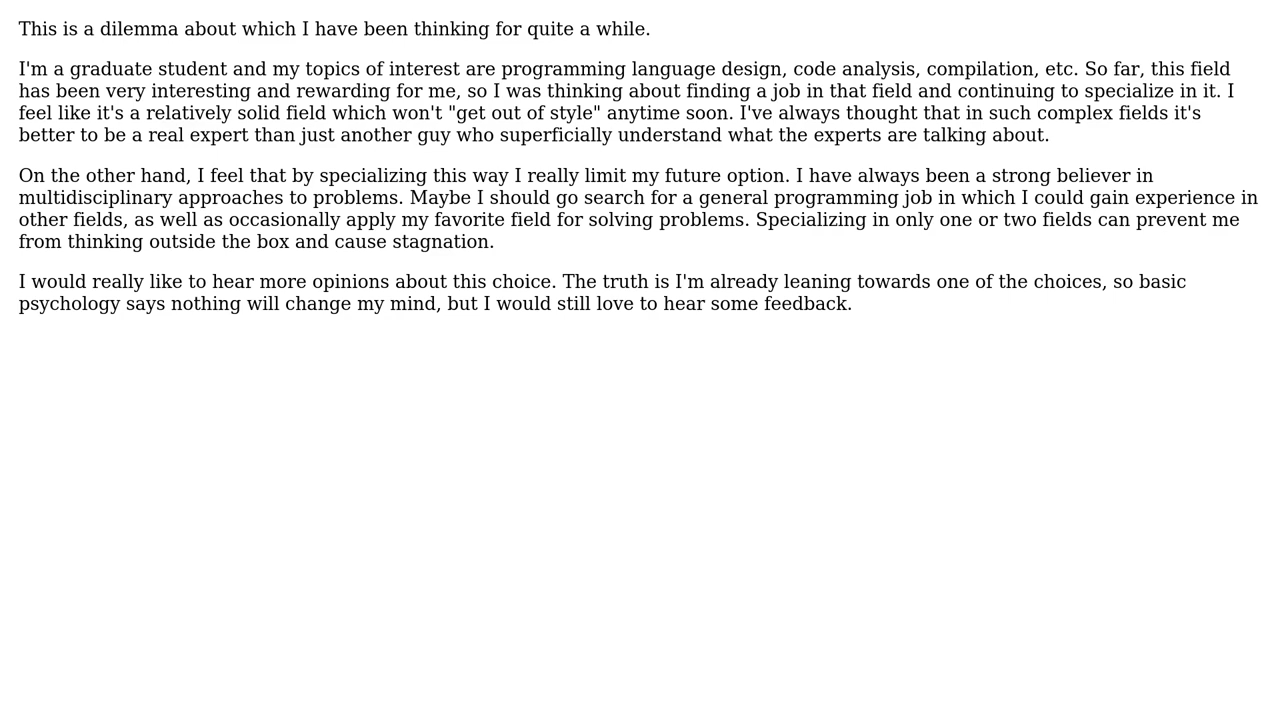 This is a dilemma about which I have been thinking for quite a while.
I'm a graduate student and my topics of interest are programming language design, code analysis, compilation, etc. So far, this field
has been very interesting and rewarding for me, so I was thinking about finding a job in that field and continuing to specialize in it. I
feel like it's a relatively solid field which won't "get out of style" anytime soon. I've always thought that in such complex fields it's
better to be a real expert than just another guy who superficially understand what the experts are talking about.
On the other hand, I feel that by specializing this way I really limit my future option. I have always been a strong believer in
multidisciplinary approaches to problems. Maybe I should go search for a general programming job in which I could gain experience in
other fields, as well as occasionally apply my favorite field for solving problems. Specializing in only one or two fields can prevent me
from thinking outside the box and cause stagnation.
I would really like to hear more opinions about this choice. The truth is I'm already leaning towards one of the choices, so basic
psychology says nothing will change my mind, but I would still love to hear some feedback.